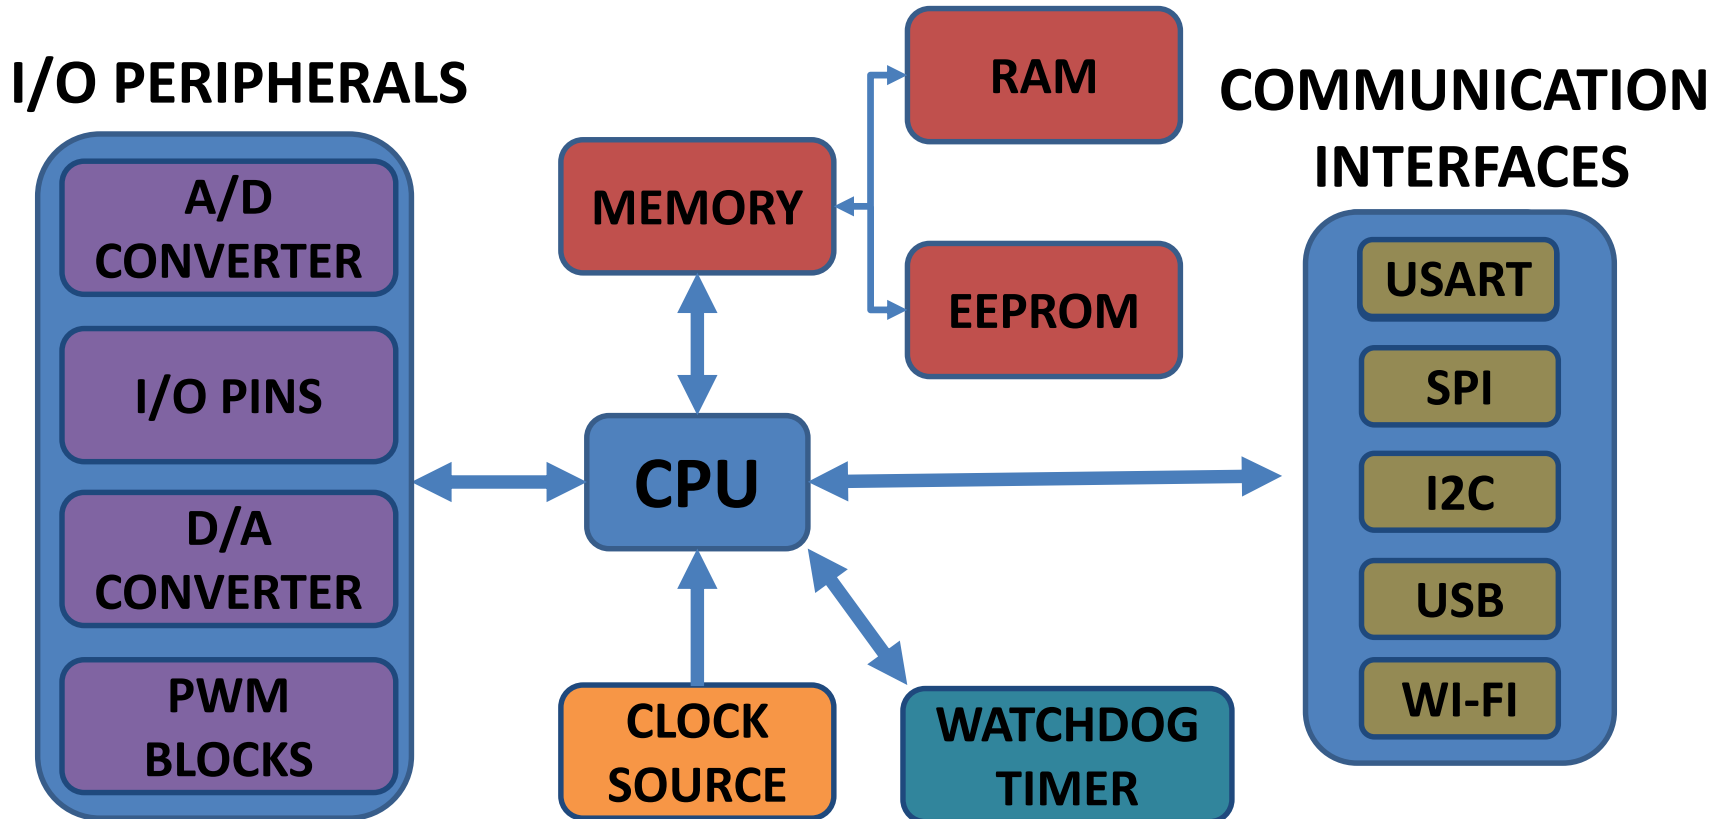 I/O PERIPHERALS
A/D
CONVERTER
I/O PINS
D/A
CONVERTER
PWM
BLOCKS
RAM
MEMORY
EEPROM
CPU
CLOCK
SOURCE
WATCHDOG
TIMER
COMMUNICATION
INTERFACES
USART
SPI
I2C
USB
WI-FI